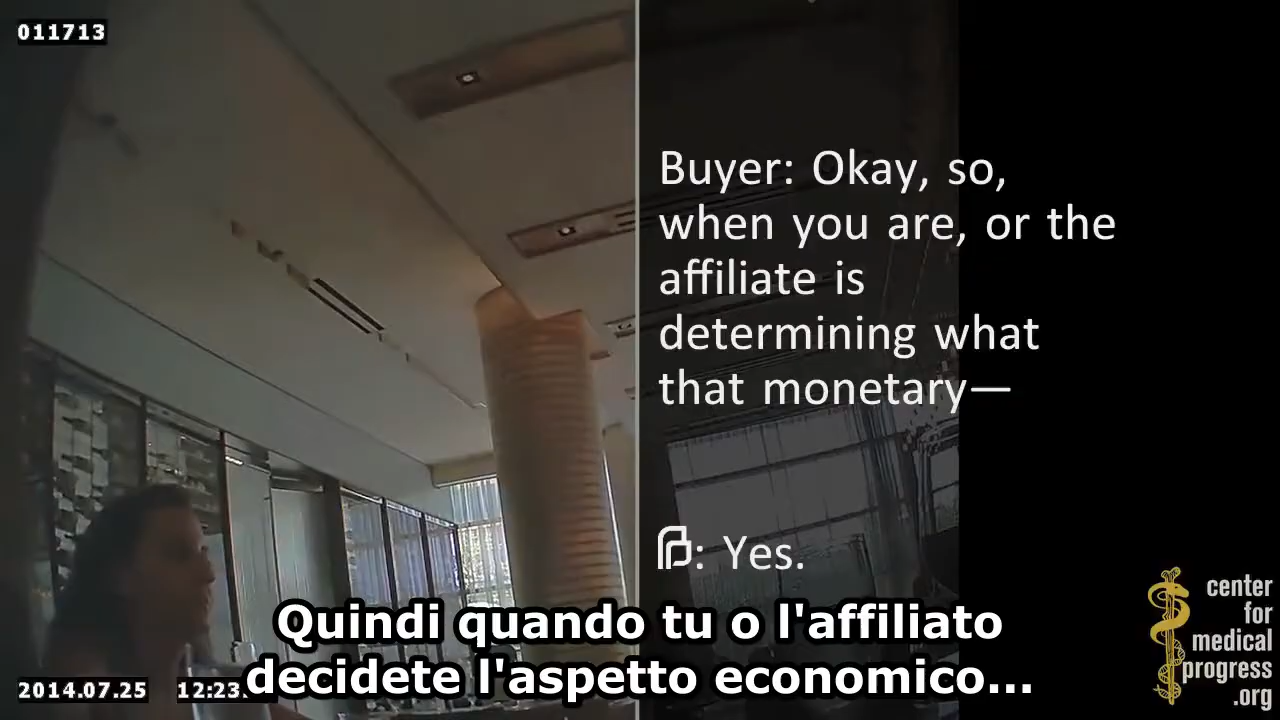 011713
Buyer: Okay, so,
when you are, or the
affiliate is
determining what
that monetary—
: Yes.
Quindi quando tu o l'affiliato
decidete l'aspetto economico...
2014.07.25 12:23
center
for
medical
progress
.org